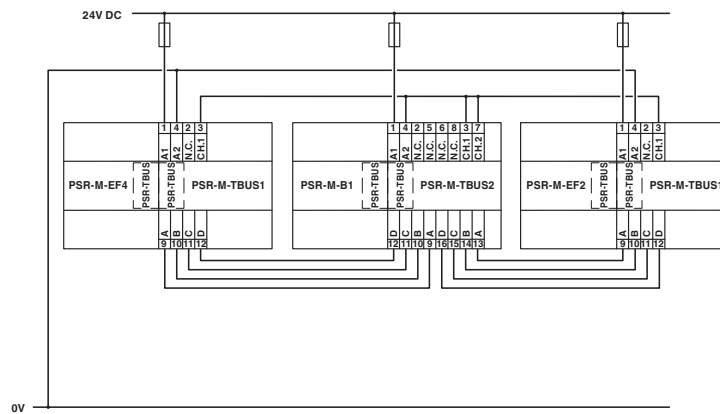 24V DC
1 4 2 3
A1 A2 N.C. CH.1
PSR-M-EF4 PSR-TBUS PSR-TBUS PSR-M-TBUS1
A B C D
9 10 11 12
1 4 2 5 6 8 3 7
A1 A2 N.C. N.C. N.C. N.C. CH.1 CH.2
PSR-M-B1 PSR-TBUS PSR-TBUS PSR-M-TBUS2
D C B A D C B A
12 11 10 9 16 15 14 13
1 4 2 3
A1 A2 N.C. CH.1
PSR-M-EF2 PSR-TBUS PSR-TBUS PSR-M-TBUS1
A B C D
9 10 11 12
0V